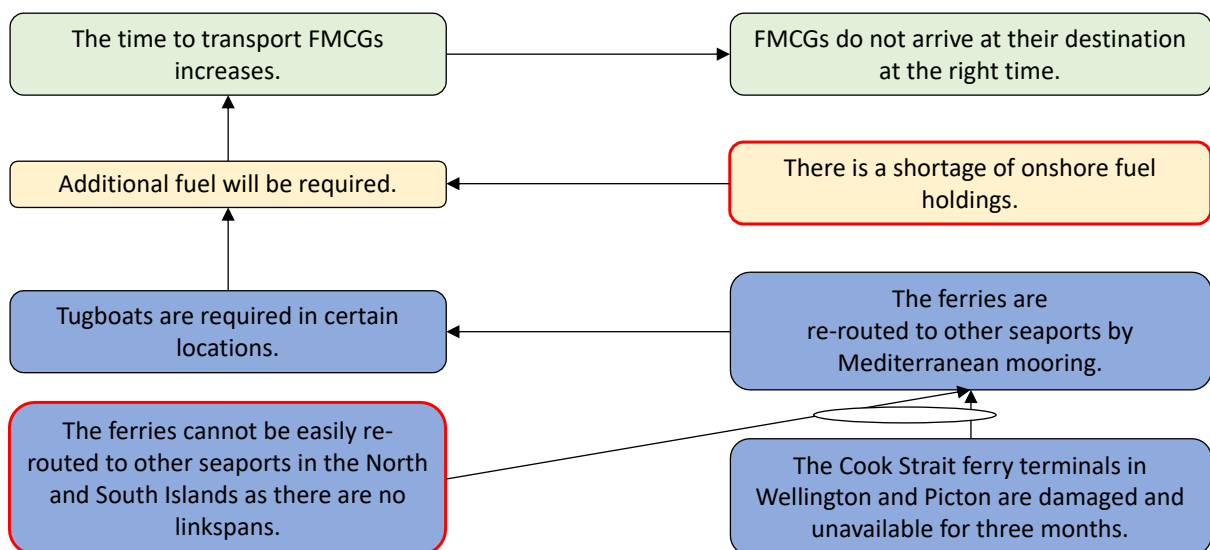 The time to transport FMCGs
increases.
FMCGs do not arrive at their destination
at the right time.
Additional fuel will be required.
There is a shortage of onshore fuel
holdings.
Tugboats are required in certain
locations.
The ferries are
re-routed to other seaports by
Mediterranean mooring.
The ferries cannot be easily re-
routed to other seaports in the North
and South Islands as there are no
linkspans.
The Cook Strait ferry terminals in
Wellington and Picton are damaged and
unavailable for three months.